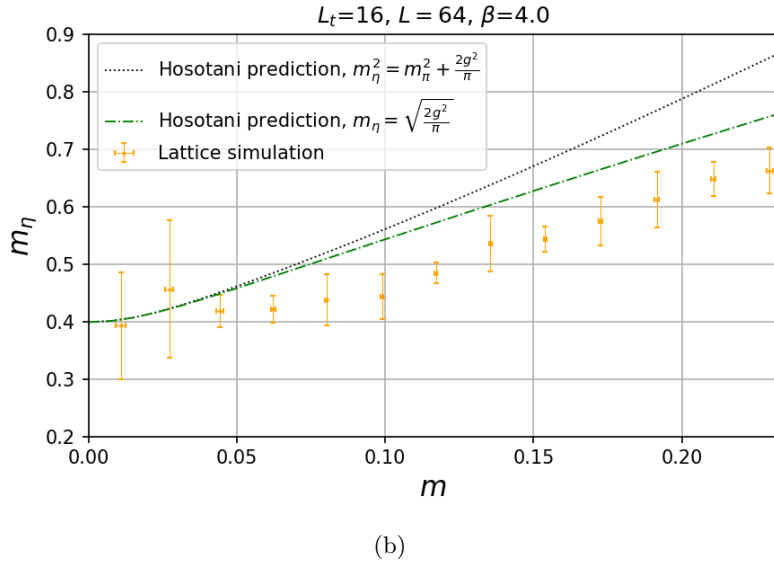 L_t=16, L = 64, β=4.0
0.9
0.8
0.7
0.6
0.5
0.4
0.3
0.2
m_η
Hosotani prediction, m_η^2 = m_π^2 + 2g^2/π
Hosotani prediction, m_η = √(2g^2/π)
Lattice simulation
0.00 0.05 0.10 0.15 0.20
m
(b)